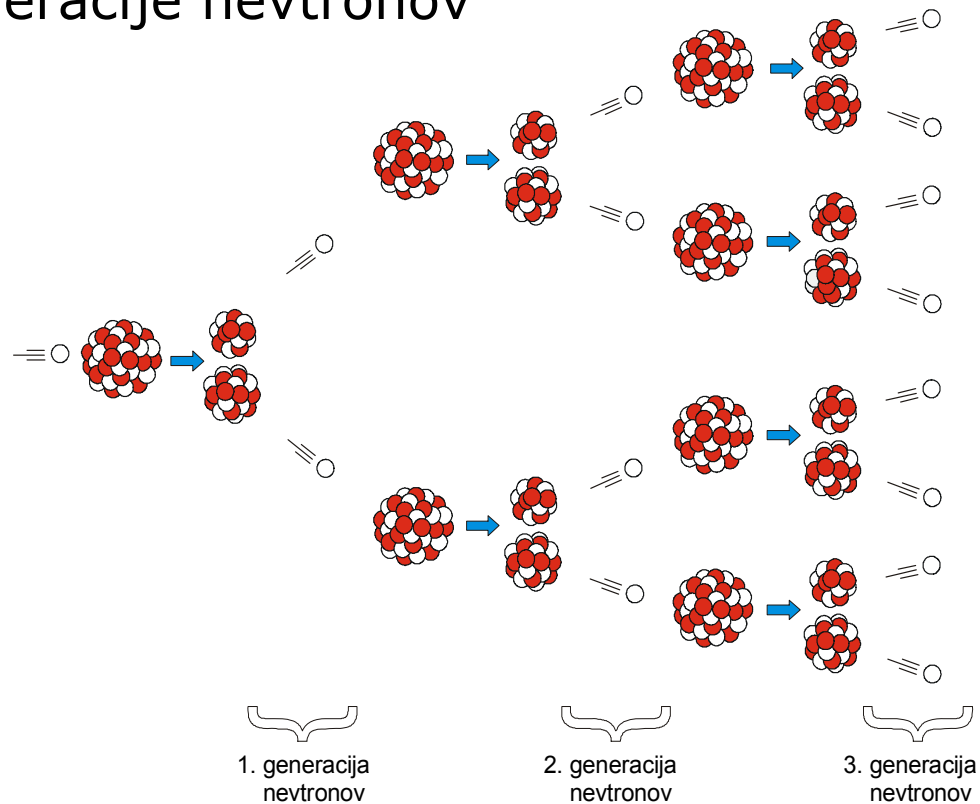 eracije nevtronov
1. generacija
nevtronov
2. generacija
nevtronov
3. generacija
nevtronov